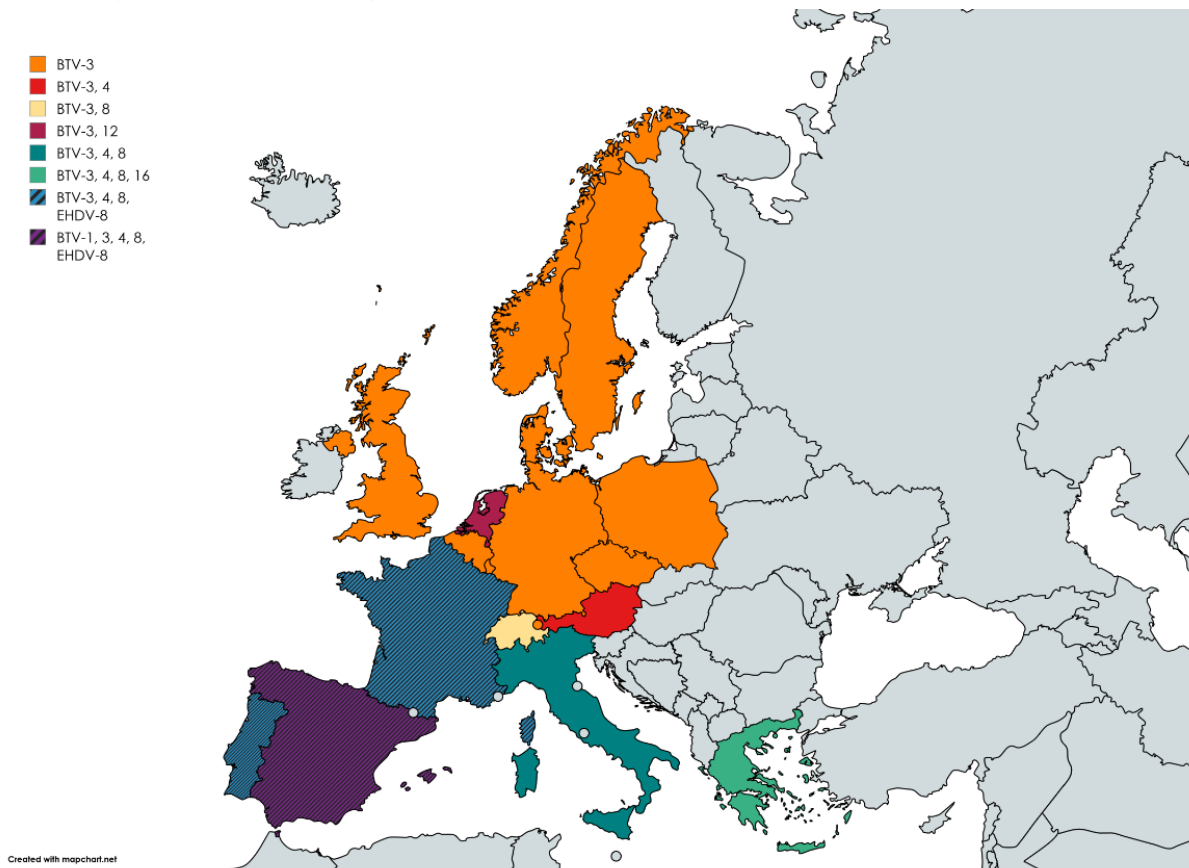 BTV-3
BTV-3, 4
BTV-3, 8
BTV-3, 12
BTV-3, 4, 8
BTV-3, 4, 8, 16
BTV-3, 4, 8,
EHDV-8
BTV-1, 3, 4, 8,
EHDV-8
Created with mapchart.net